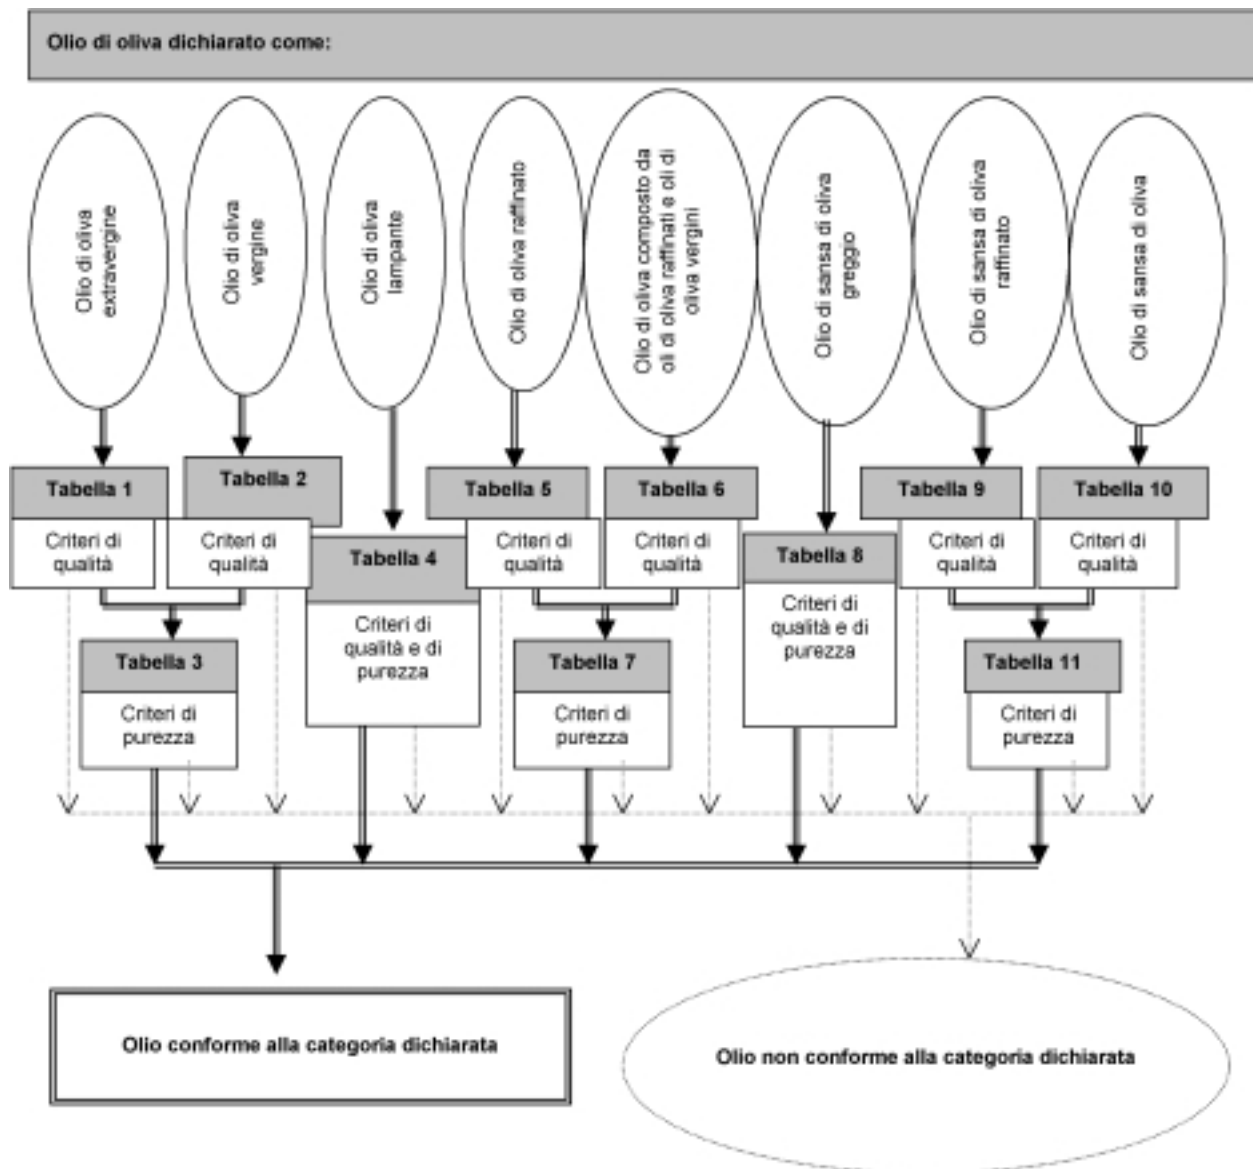 Olio di oliva dichiarato come:
Olio di oliva
extravergine
Olio di oliva
vergine
Olio di oliva
lampante
Olio di oliva raffinato
Olio di oliva composto da
oli di oliva raffinati e oli di
oliva vergini
Olio di sansa di oliva
greggio
Olio di sansa di oliva
raffinato
Olio di sansa di oliva
Tabella 1
Criteri di
qualità
Tabella 2
Criteri di
qualità
Tabella 3
Criteri di
purezza
Tabella 4
Criteri di
qualità e di
purezza
Tabella 5
Criteri di
qualità
Tabella 6
Criteri di
qualità
Tabella 7
Criteri di
purezza
Tabella 8
Criteri di
qualità e di
purezza
Tabella 9
Criteri di
qualità
Tabella 10
Criteri di
qualità
Tabella 11
Criteri di
purezza
Olio conforme alla categoria dichiarata
Olio non conforme alla categoria dichiarata